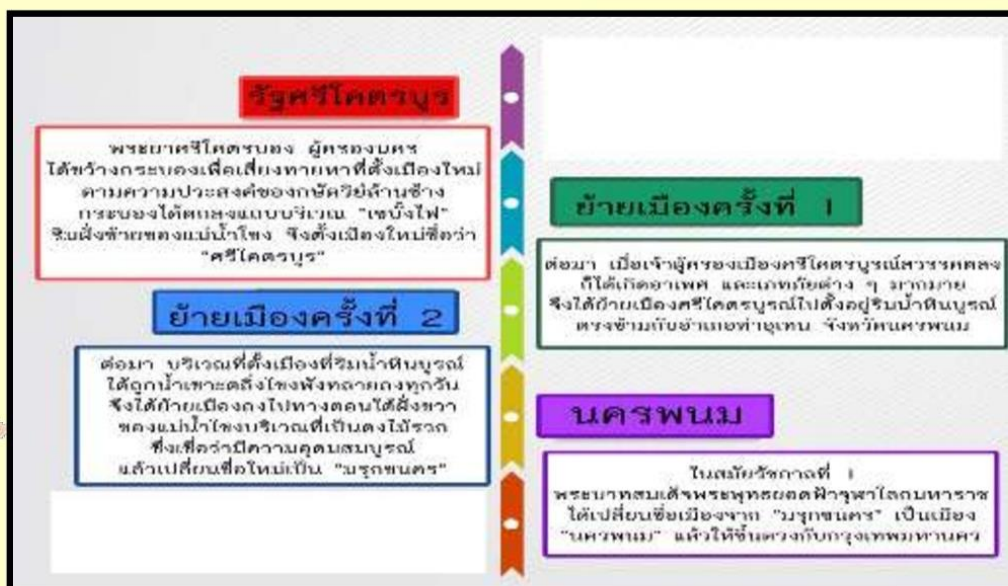 รัฐศรีโคตรบูร
พระยาศรีโคตรบอง ผู้ครองนคร
ได้ขว้างกระบองเพื่อเสี่ยงทายหาที่ตั้งเมืองใหม่
ตามความประสงค์ของกษัตริย์ล้านช้าง
กระบองได้ตกลงแถบบริเวณ "เซบั้งไฟ"
ริมฝั่งซ้ายของแม่น้ำโขง จึงตั้งเมืองใหม่ชื่อว่า
"ศรีโคตรบูร"
ย้ายเมืองครั้งที่ 1
ต่อมา เมื่อเจ้าผู้ครองเมืองศรีโคตรบูรณ์สวรรคตลง
ก็ได้เกิดอาเพศ และเภทภัยต่าง ๆ มากมาย
จึงได้ย้ายเมืองศรีโคตรบูรณ์ไปตั้งอยู่ริมน้ำหินบูรณ์
ตรงข้ามกับอำเภอท่าอุเทน จังหวัดนครพนม
ย้ายเมืองครั้งที่ 2
ต่อมา บริเวณที่ตั้งเมืองที่ริมน้ำหินบูรณ์
ได้ถูกน้ำเซาะตลิ่งโขงพังทลายลงทุกวัน
จึงได้ย้ายเมืองลงไปทางตอนใต้ฝั่งขวา
ของแม่น้ำโขงบริเวณที่เป็นดงไม้รวก
ซึ่งเชื่อว่ามีความอุดมสมบูรณ์
แล้วเปลี่ยนชื่อใหม่เป็น "มรุกขนคร"
นครพนม
ในสมัยรัชกาลที่ 1
พระบาทสมเด็จพระพุทธยอดฟ้าจุฬาโลกมหาราช
ได้เปลี่ยนชื่อเมืองจาก "มรุกขนคร" เป็นเมือง
"นครพนม" แล้วให้ขึ้นตรงกับกรุงเทพมหานคร